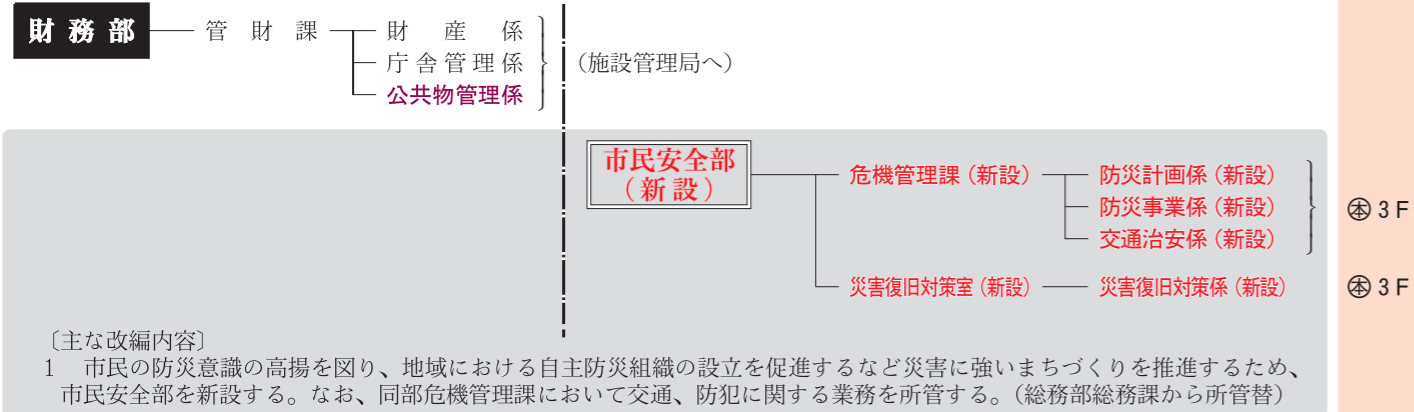 財務部 管財課 財産係
庁舎管理係 (施設管理局へ)
公共物管理係
市民安全部
(新設)
危機管理課(新設) 防災計画係(新設)
防災事業係(新設) 本 3 F
交通治安係(新設)
災害復旧対策室(新設) 災害復旧対策係(新設) 本 3 F
〔主な改編内容〕
1 市民の防災意識の高揚を図り、地域における自主防災組織の設立を促進するなど災害に強いまちづくりを推進するため、
市民安全部を新設する。なお、同部危機管理課において交通、防犯に関する業務を所管する。(総務部総務課から所管替)